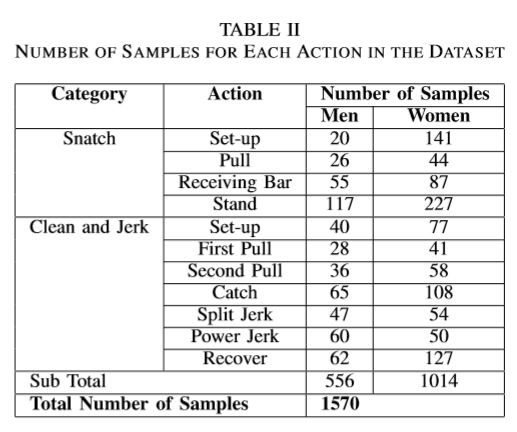 TABLE II
NUMBER OF SAMPLES FOR EACH ACTION IN THE DATASET
Category Action Number of Samples
Men Women
Snatch Set-up 20 141
Pull 26 44
Receiving Bar 55 87
Stand 117 227
Clean and Jerk Set-up 40 77
First Pull 28 41
Second Pull 36 58
Catch 65 108
Split Jerk 47 54
Power Jerk 60 50
Recover 62 127
Sub Total 556 1014
Total Number of Samples 1570